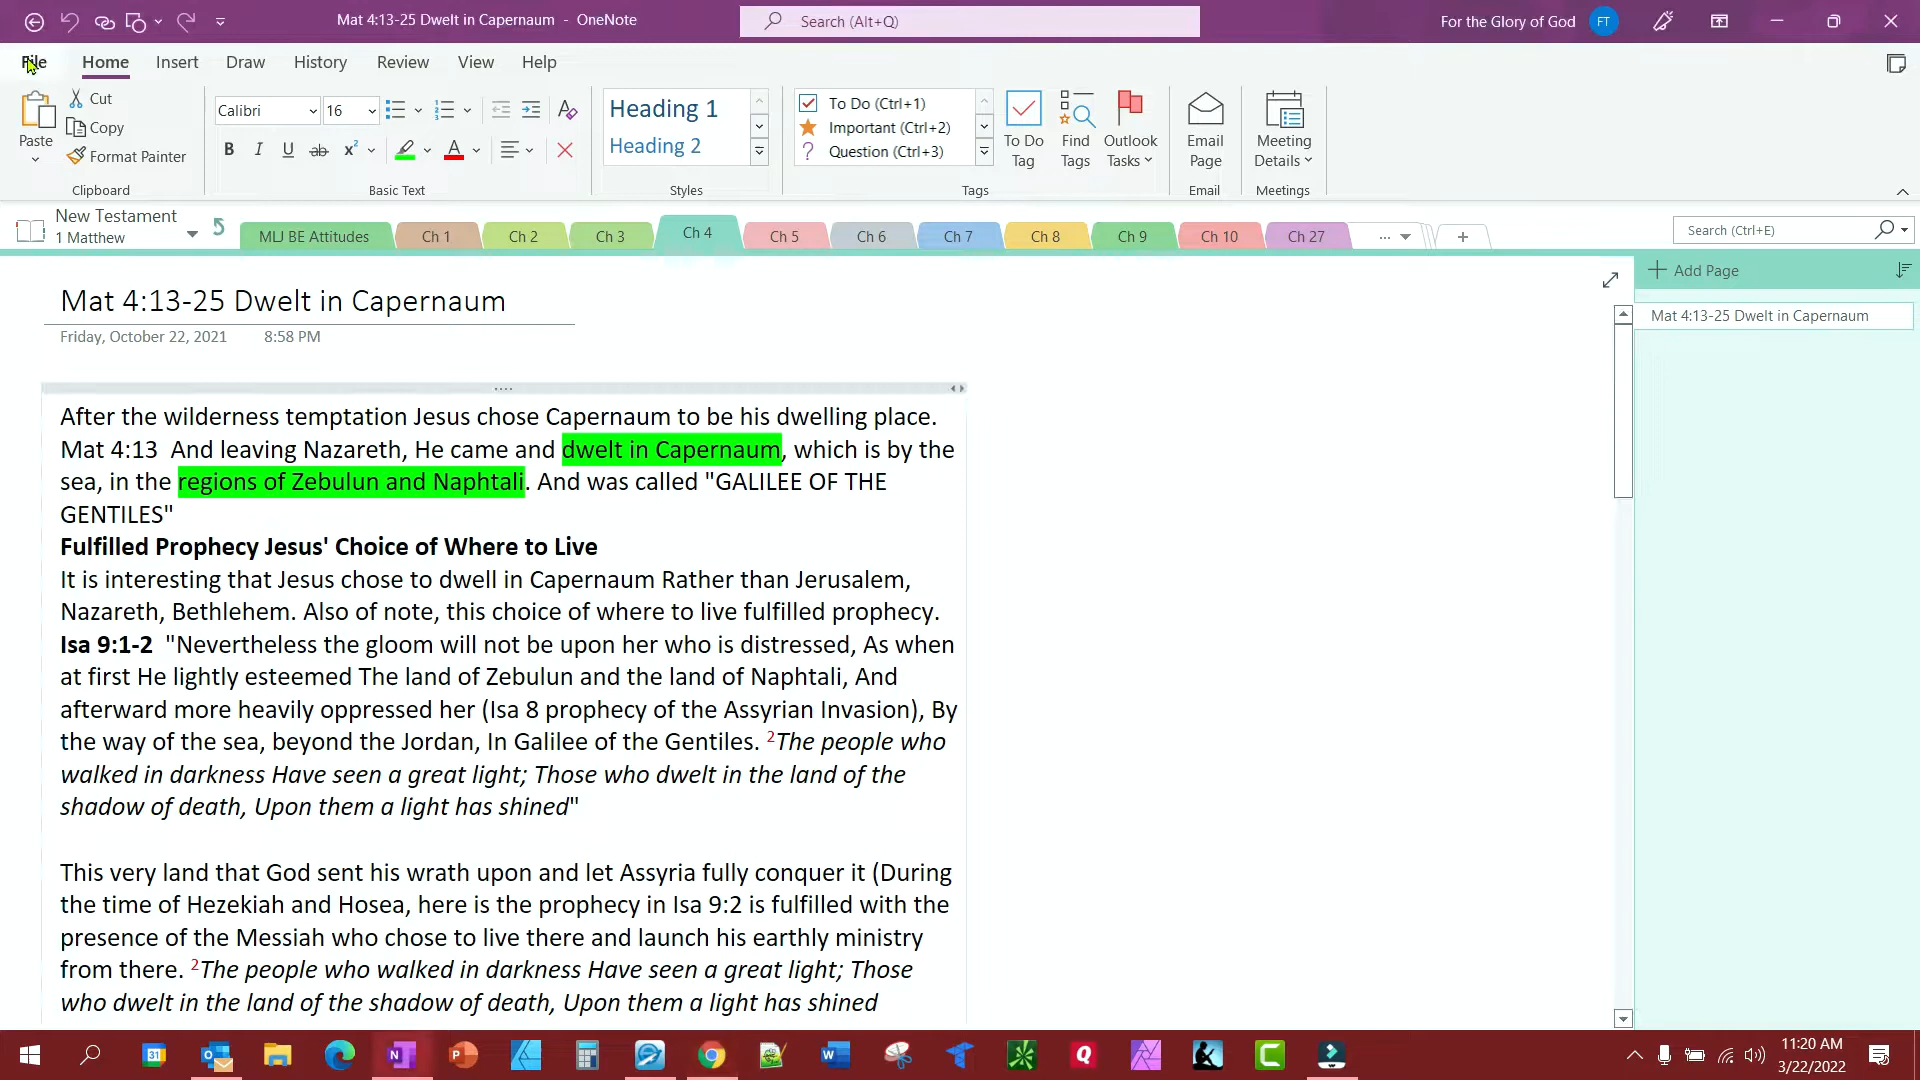 Mat 4:13-25 Dwelt in Capernaum - OneNote
Search (Alt+Q)
For the Glory of God
FT
File
Home
Insert
Draw
History
Review
View
Help
Paste
Cut
Copy
Format Painter
Clipboard
Calibri
16
B I U ab x²
A
Basic Text
Heading 1
Heading 2
Styles
To Do (Ctrl+1)
Important (Ctrl+2)
Question (Ctrl+3)
To Do Tag
Find Tags
Outlook Tasks
Tags
Email Page
Email
Meeting Details
Meetings
New Testament
1 Matthew
MLJ BE Attitudes
Ch 1
Ch 2
Ch 3
Ch 4
Ch 5
Ch 6
Ch 7
Ch 8
Ch 9
Ch 10
Ch 27
...
Search (Ctrl+E)
Add Page
Mat 4:13-25 Dwelt in Capernaum
Mat 4:13-25 Dwelt in Capernaum
Friday, October 22, 2021 8:58 PM
After the wilderness temptation Jesus chose Capernaum to be his dwelling place.
Mat 4:13 And leaving Nazareth, He came and dwelt in Capernaum, which is by the
sea, in the regions of Zebulun and Naphtali. And was called "GALILEE OF THE
GENTILES"
Fulfilled Prophecy Jesus' Choice of Where to Live
It is interesting that Jesus chose to dwell in Capernaum Rather than Jerusalem,
Nazareth, Bethlehem. Also of note, this choice of where to live fulfilled prophecy.
Isa 9:1-2 "Nevertheless the gloom will not be upon her who is distressed, As when
at first He lightly esteemed The land of Zebulun and the land of Naphtali, And
afterward more heavily oppressed her (Isa 8 prophecy of the Assyrian Invasion), By
the way of the sea, beyond the Jordan, In Galilee of the Gentiles. ²The people who
walked in darkness Have seen a great light; Those who dwelt in the land of the
shadow of death, Upon them a light has shined"
This very land that God sent his wrath upon and let Assyria fully conquer it (During
the time of Hezekiah and Hosea, here is the prophecy in Isa 9:2 is fulfilled with the
presence of the Messiah who chose to live there and launch his earthly ministry
from there. ²The people who walked in darkness Have seen a great light; Those
who dwelt in the land of the shadow of death, Upon them a light has shined
31
N
P
W
Q
C
11:20 AM
3/22/2022